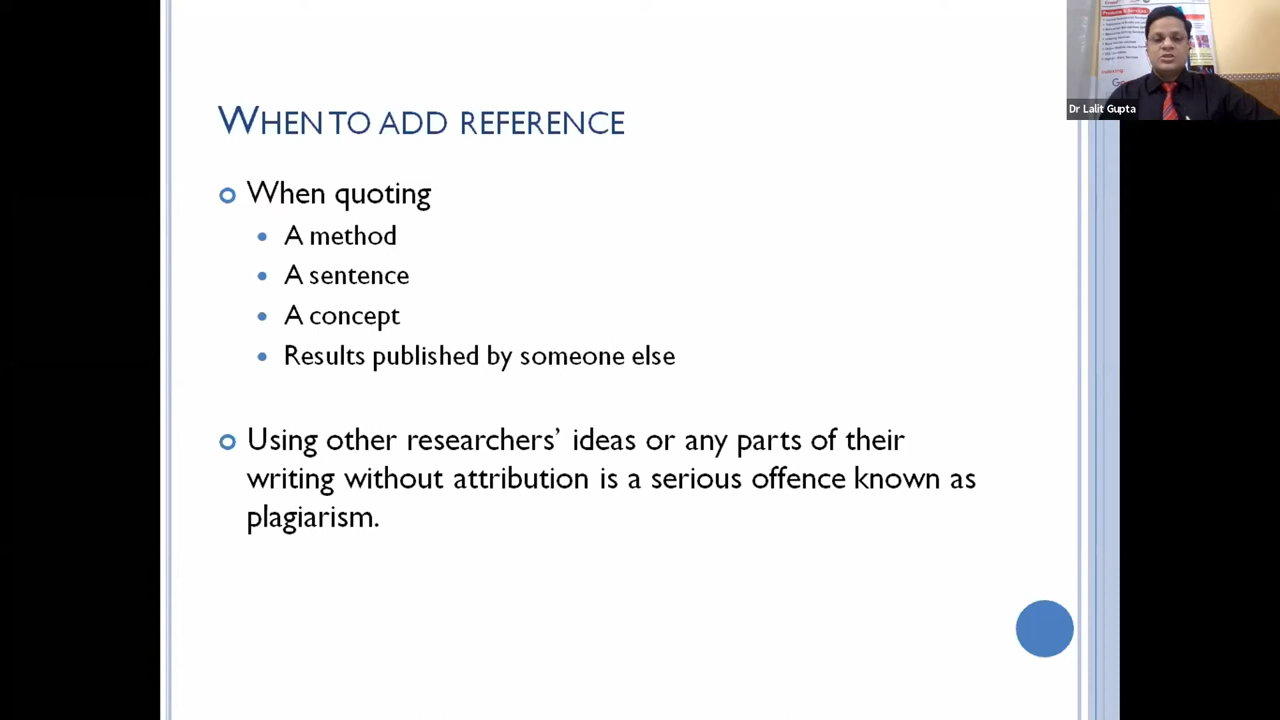 WHEN TO ADD REFERENCE
When quoting
A method
A sentence
A concept
Results published by someone else
Using other researchers’ ideas or any parts of their
writing without attribution is a serious offence known as
plagiarism.
Dr Lalit Gupta